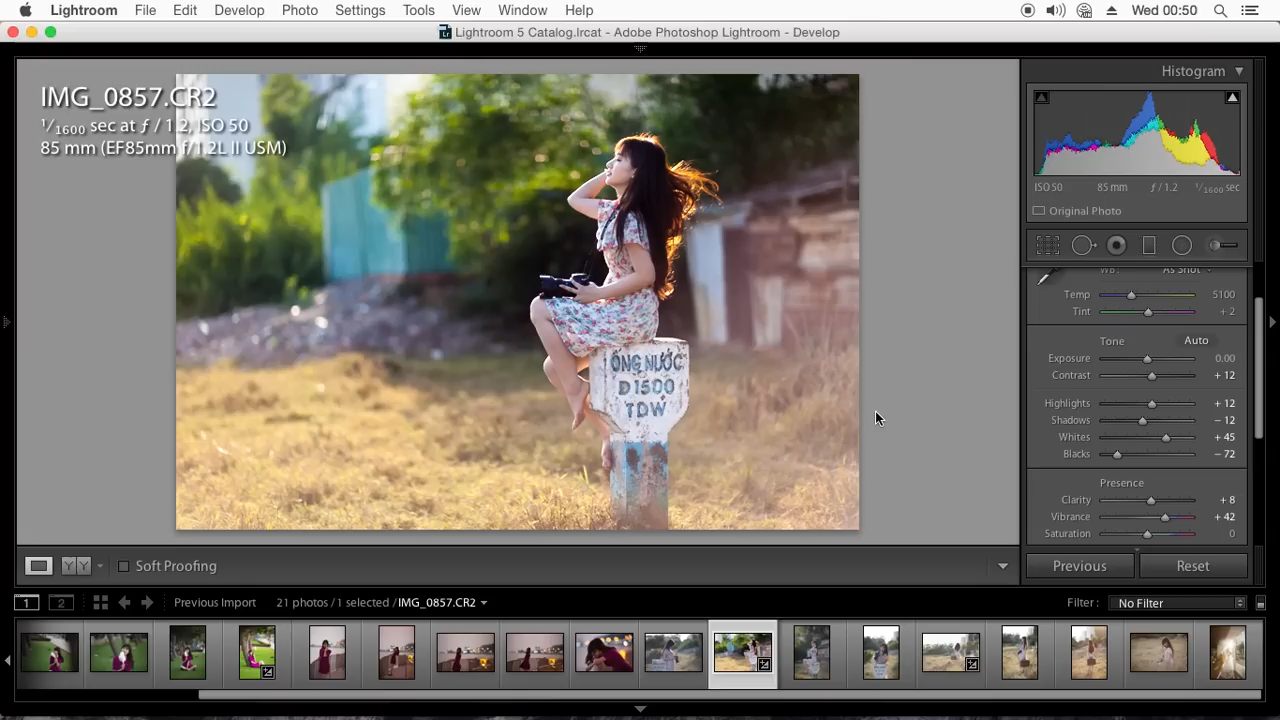 Lightroom File Edit Develop Photo Settings Tools View Window Help Wed 00:50
Lightroom 5 Catalog.lrcat - Adobe Photoshop Lightroom - Develop
IMG_0857.CR2
1/1600 sec at ƒ / 1.2, ISO 50
85 mm (EF85mm f/1.2L II USM)
ỐNG NƯỚC
D1500
TDW
Histogram
ISO 50 85 mm ƒ / 1.2 1/1600 sec
Original Photo
WB: As Shot
Temp 5100
Tint + 2
Tone Auto
Exposure 0.00
Contrast + 12
Highlights + 12
Shadows − 12
Whites + 45
Blacks − 72
Presence
Clarity + 8
Vibrance + 42
Saturation 0
Previous Reset
YY Soft Proofing
1 2 Previous Import 21 photos / 1 selected / IMG_0857.CR2 Filter : No Filter